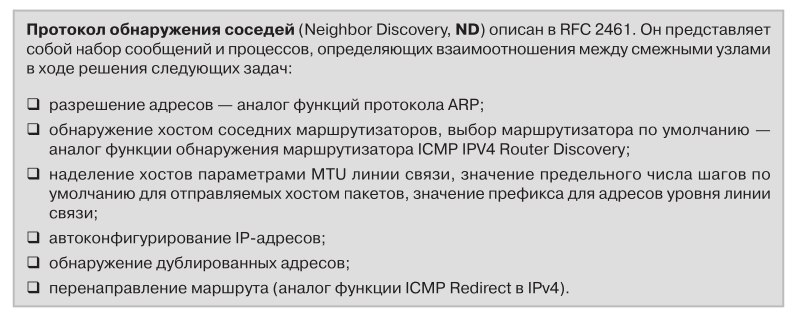 Протокол обнаружения соседей (Neighbor Discovery, ND) описан в RFC 2461. Он представляет
собой набор сообщений и процессов, определяющих взаимоотношения между смежными узлами
в ходе решения следующих задач:
❑ разрешение адресов — аналог функций протокола ARP;
❑ обнаружение хостом соседних маршрутизаторов, выбор маршрутизатора по умолчанию —
аналог функции обнаружения маршрутизатора ICMP IPV4 Router Discovery;
❑ наделение хостов параметрами MTU линии связи, значение предельного числа шагов по
умолчанию для отправляемых хостом пакетов, значение префикса для адресов уровня линии
связи;
❑ автоконфигурирование IP-адресов;
❑ обнаружение дублированных адресов;
❑ перенаправление маршрута (аналог функции ICMP Redirect в IPv4).